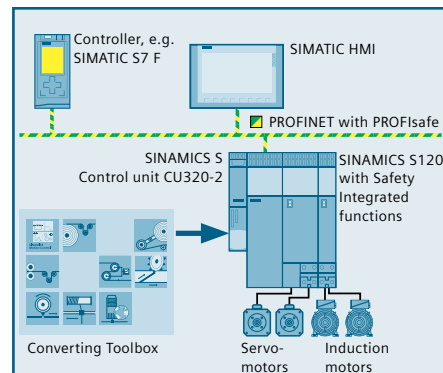 Controller, e.g.
SIMATIC S7 F
SIMATIC HMI
PROFINET with PROFIsafe
SINAMICS S
Control unit CU320-2
SINAMICS S120
with Safety
Integrated
functions
Converting Toolbox
Servo-
motors
Induction
motors